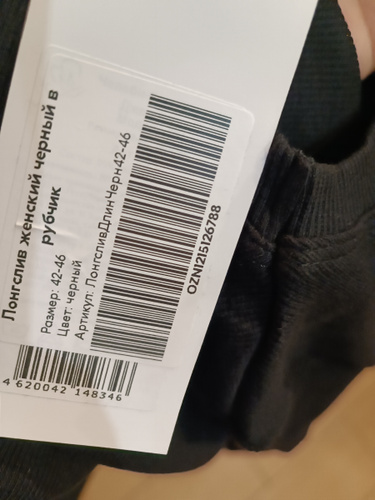 Лонгслив женский черный в
рубчик
Размер: 42-46
Цвет: черный
Артикул: ЛонгсливДлинЧерн42-46
OZN1215126788
4 620042 148346